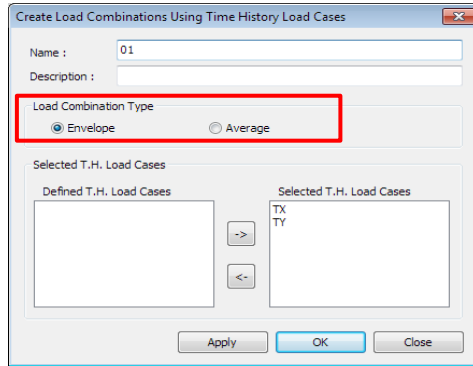 Create Load Combinations Using Time History Load Cases
Name : 01
Description :
Load Combination Type
Envelope Average
Selected T.H. Load Cases
Defined T.H. Load Cases Selected T.H. Load Cases
TX
TY
->
<-
Apply OK Close